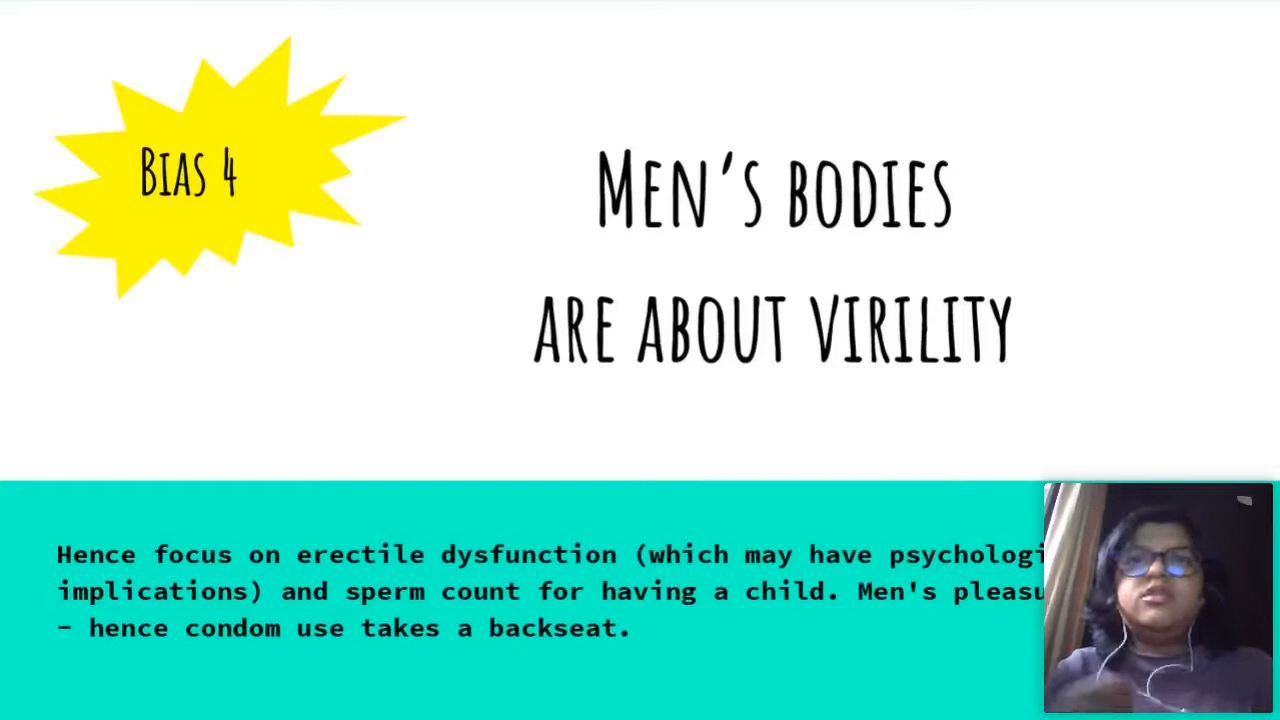 Bias 4
Men's bodies
are about virility
Hence focus on erectile dysfunction (which may have
implications) and sperm count for having a child. Men's
- hence condom use takes a backseat.